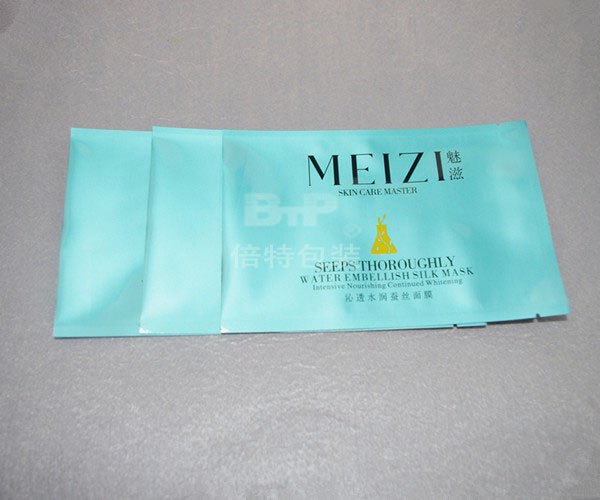 MEIZI 魅滋
SKIN CARE MASTER
BTP
倍特包装
SEEPS THOROUGHLY
WATER EMBELLISH SILK MASK
Intensive Nourishing Continued Whitening
沁透水润蚕丝面膜